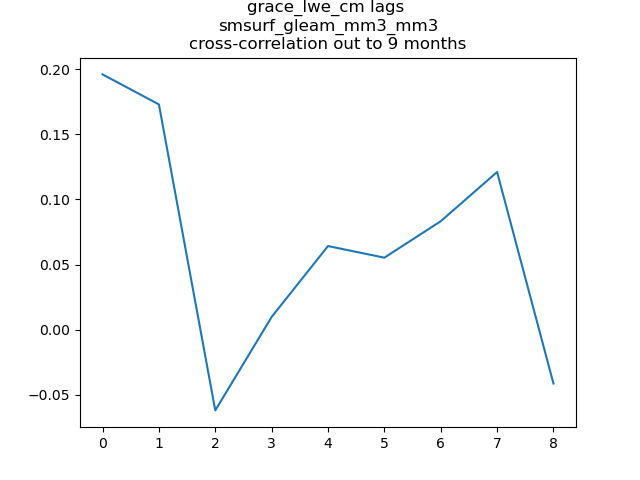 grace_lwe_cm lags
smsurf_gleam_mm3_mm3
cross-correlation out to 9 months
0.20
0.15
0.10
0.05
0.00
−0.05
0 1 2 3 4 5 6 7 8